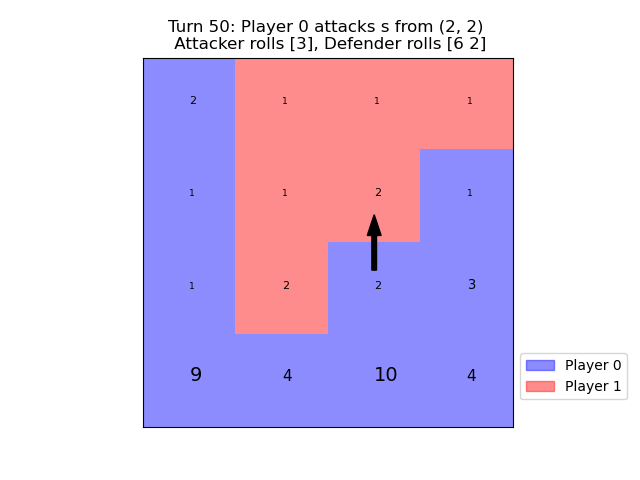 Turn 50: Player 0 attacks s from (2, 2)
Attacker rolls [3], Defender rolls [6 2]
2 1 1 1
1 1 2 1
1 2 2 3
9 4 10 4
Player 0
Player 1